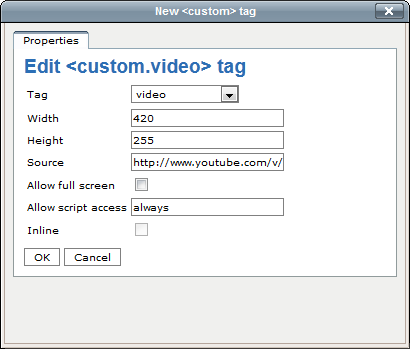 New <custom> tag
Properties
Edit <custom.video> tag
Tag video
Width 420
Height 255
Source http://www.youtube.com/v/
Allow full screen
Allow script access always
Inline
OK Cancel